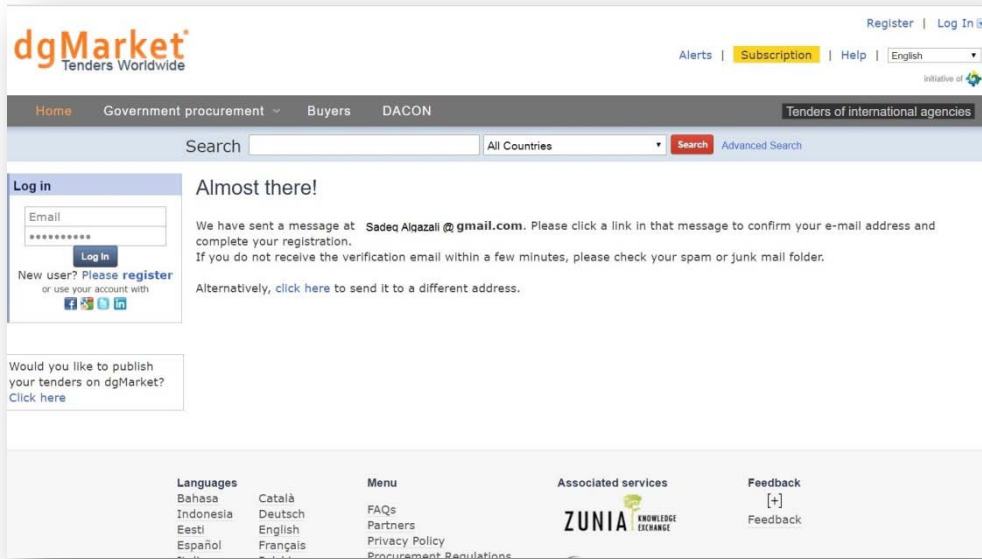 Register | Log In
dgMarket
Tenders Worldwide
Alerts | Subscription | Help | English
initiative of
Home Government procurement Buyers DACON Tenders of international agencies
Search All Countries Search Advanced Search
Log in
Email
Log In
New user? Please register
or use your account with
Almost there!
We have sent a message at Sadeq Alqazali @ gmail.com. Please click a link in that message to confirm your e-mail address and
complete your registration.
If you do not receive the verification email within a few minutes, please check your spam or junk mail folder.
Alternatively, click here to send it to a different address.
Would you like to publish
your tenders on dgMarket?
Click here
Languages
Bahasa
Indonesia
Eesti
Español
Català
Deutsch
English
Français
Menu
FAQs
Partners
Privacy Policy
Procurement Regulations
Associated services
ZUNIA KNOWLEDGE
EXCHANGE
Feedback
[+]
Feedback